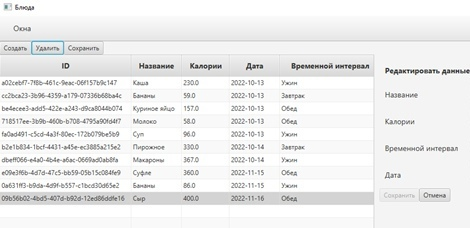 Блюда
Окна
Создать Удалить Сохранить
ID Название Калории Дата Временной интервал
a02cebf7-7f8b-461c-9eac-06f157b9c147 Каша 230.0 2022-10-13 Ужин
cc2bca23-3b96-4359-a179-07336b68ba4c Бананы 59.0 2022-10-13 Завтрак
be4ecee3-add5-422e-a243-d9ca8044b074 Куриное яйцо 157.0 2022-10-13 Обед
718517ee-3b9b-460b-b708-4795a90fd4f7 Молоко 58.0 2022-10-13 Обед
fa0ad491-c5cd-4a3f-80ec-172b079be5b9 Суп 96.0 2022-10-13 Ужин
b2e1b834-1bcf-4431-a45e-ec3885a215e2 Пирожное 330.0 2022-10-14 Завтрак
dbeff066-e4a0-4b4e-a6ac-0669ad0ab8fa Макароны 367.0 2022-10-14 Ужин
e09e3f6b-4d7d-47c5-bb59-05b15c084fe9 Суфле 360.0 2022-11-15 Обед
0a631ff3-b9da-4d9f-b557-c1bcd30d65e2 Бананы 86.0 2022-11-15 Ужин
09b56b02-4bd5-407d-b92d-12ed86ddfe16 Сыр 400.0 2022-11-16 Обед
Редактировать данные
Название
Калории
Временной интервал
Дата
Сохранить Отмена